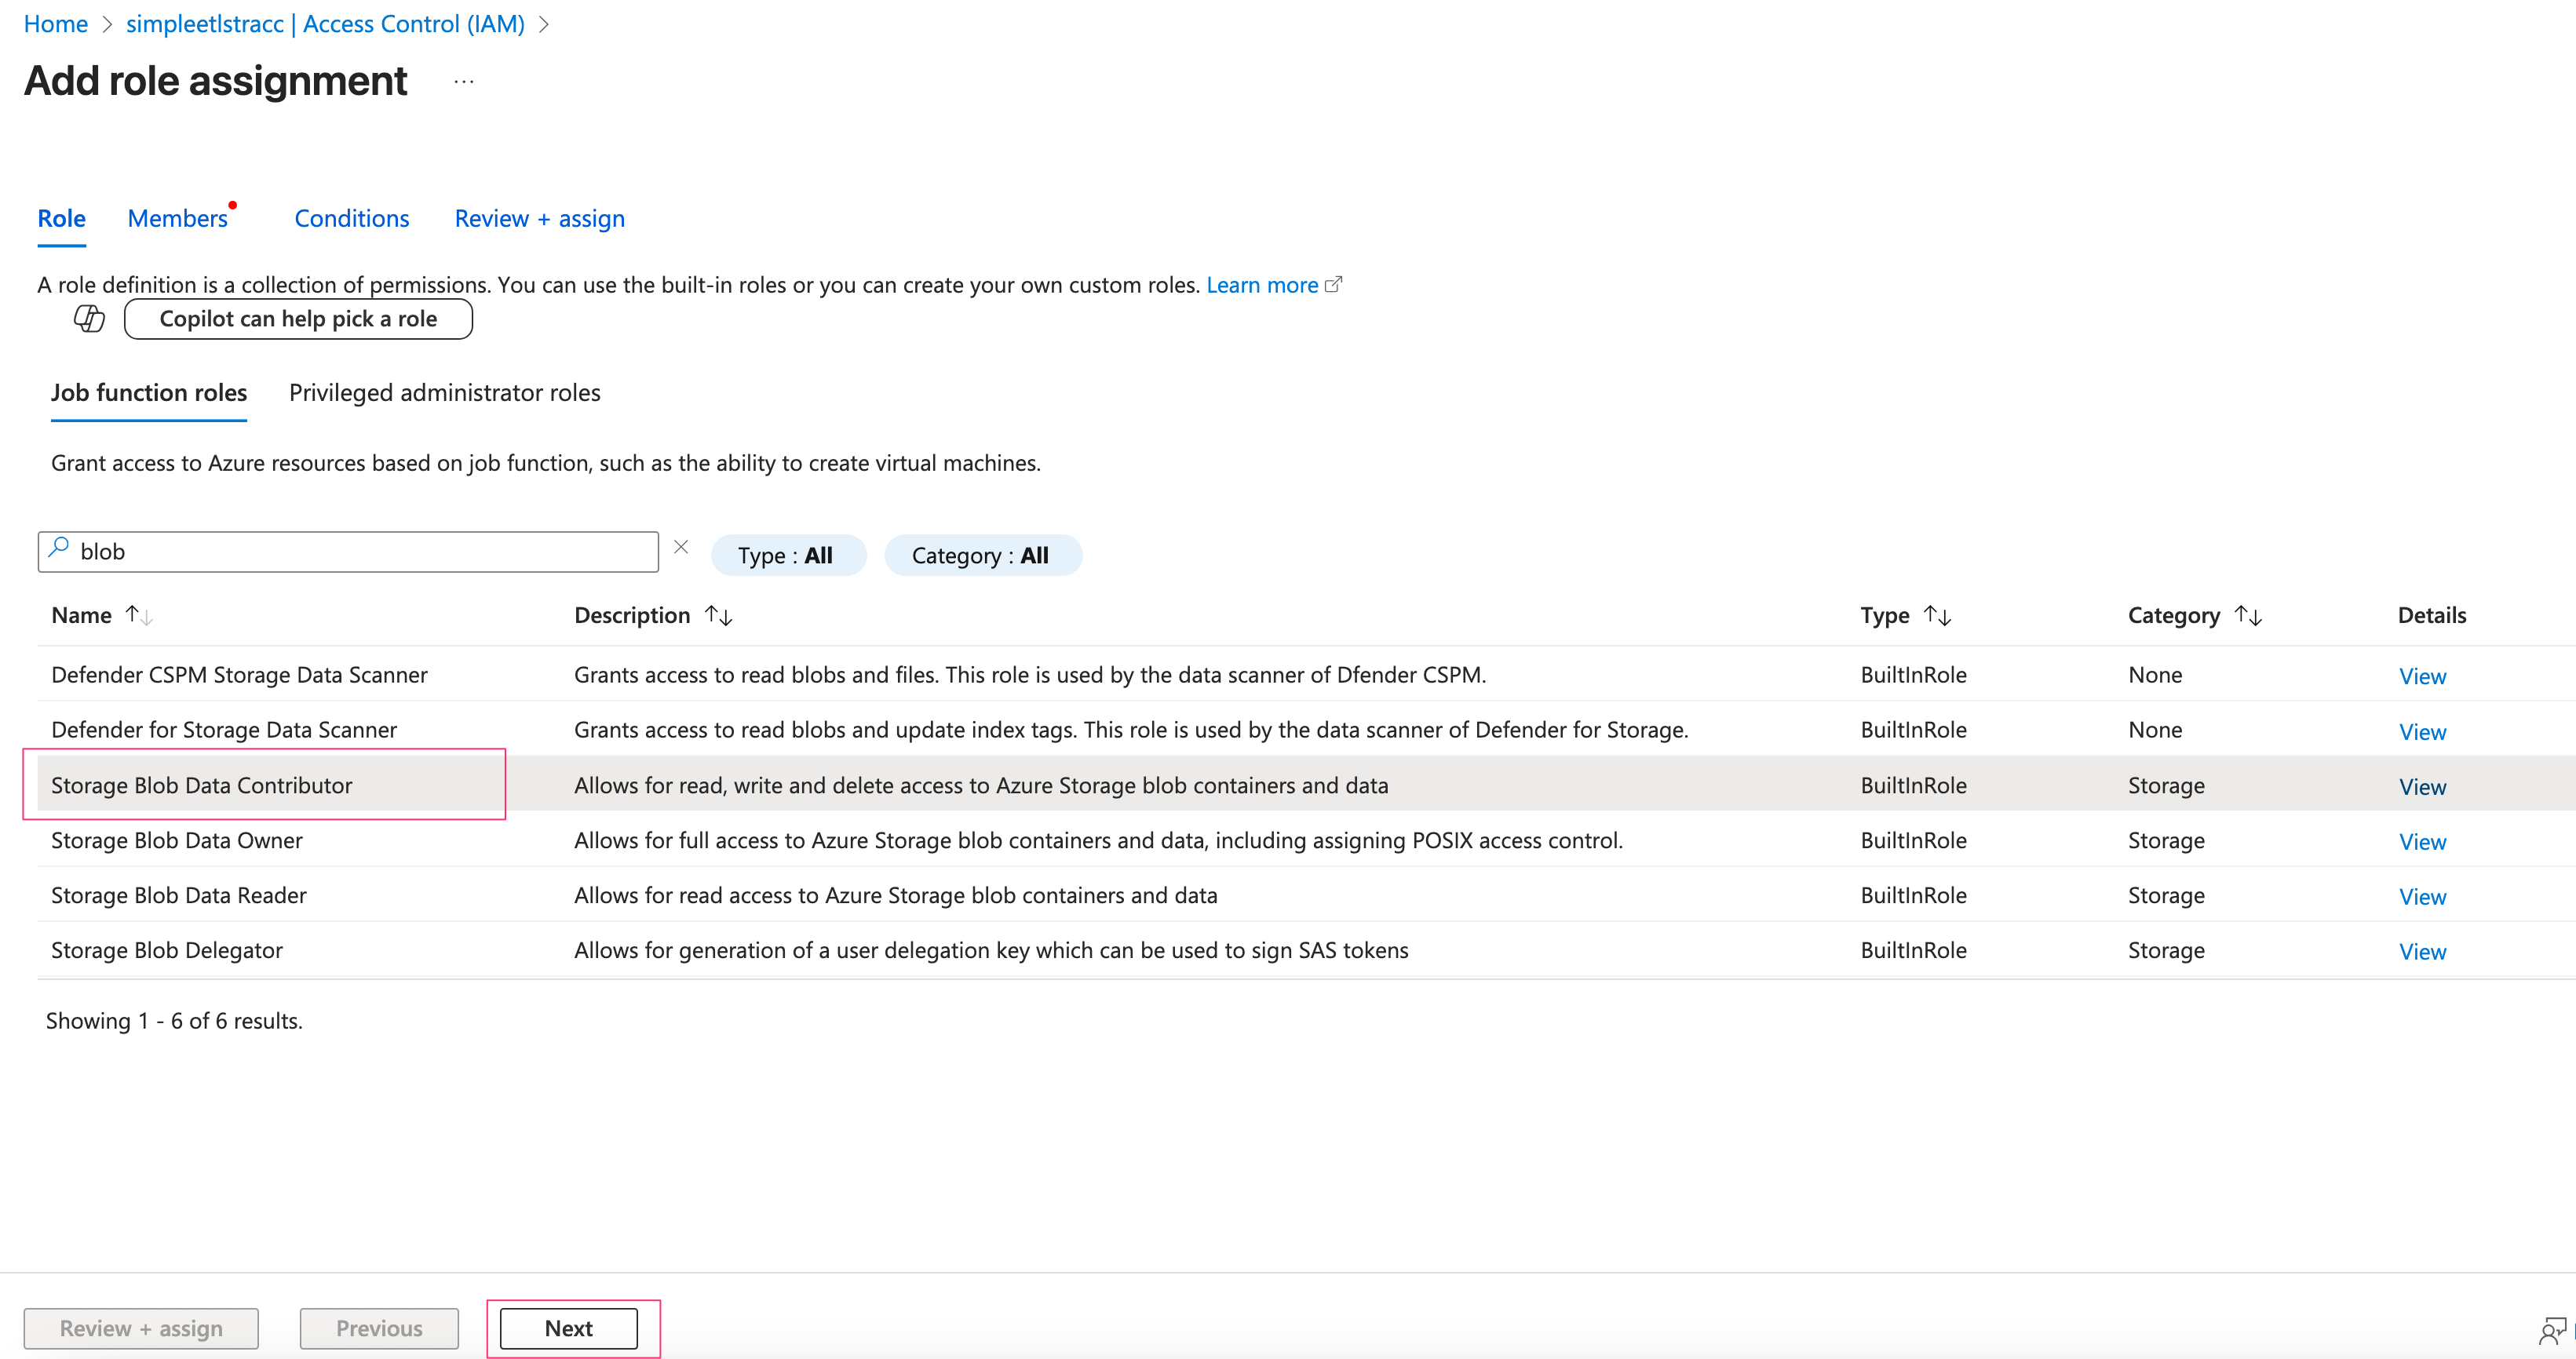 Home > simpleetlstracc | Access Control (IAM) >
Add role assignment ...
Role Members Conditions Review + assign
A role definition is a collection of permissions. You can use the built-in roles or you can create your own custom roles. Learn more
Copilot can help pick a role
Job function roles Privileged administrator roles
Grant access to Azure resources based on job function, such as the ability to create virtual machines.
blob Type : All Category : All
Name ↑↓ Description ↑↓ Type ↑↓ Category ↑↓ Details
Defender CSPM Storage Data Scanner Grants access to read blobs and files. This role is used by the data scanner of Dfender CSPM. BuiltInRole None View
Defender for Storage Data Scanner Grants access to read blobs and update index tags. This role is used by the data scanner of Defender for Storage. BuiltInRole None View
Storage Blob Data Contributor Allows for read, write and delete access to Azure Storage blob containers and data BuiltInRole Storage View
Storage Blob Data Owner Allows for full access to Azure Storage blob containers and data, including assigning POSIX access control. BuiltInRole Storage View
Storage Blob Data Reader Allows for read access to Azure Storage blob containers and data BuiltInRole Storage View
Storage Blob Delegator Allows for generation of a user delegation key which can be used to sign SAS tokens BuiltInRole Storage View
Showing 1 - 6 of 6 results.
Review + assign Previous Next